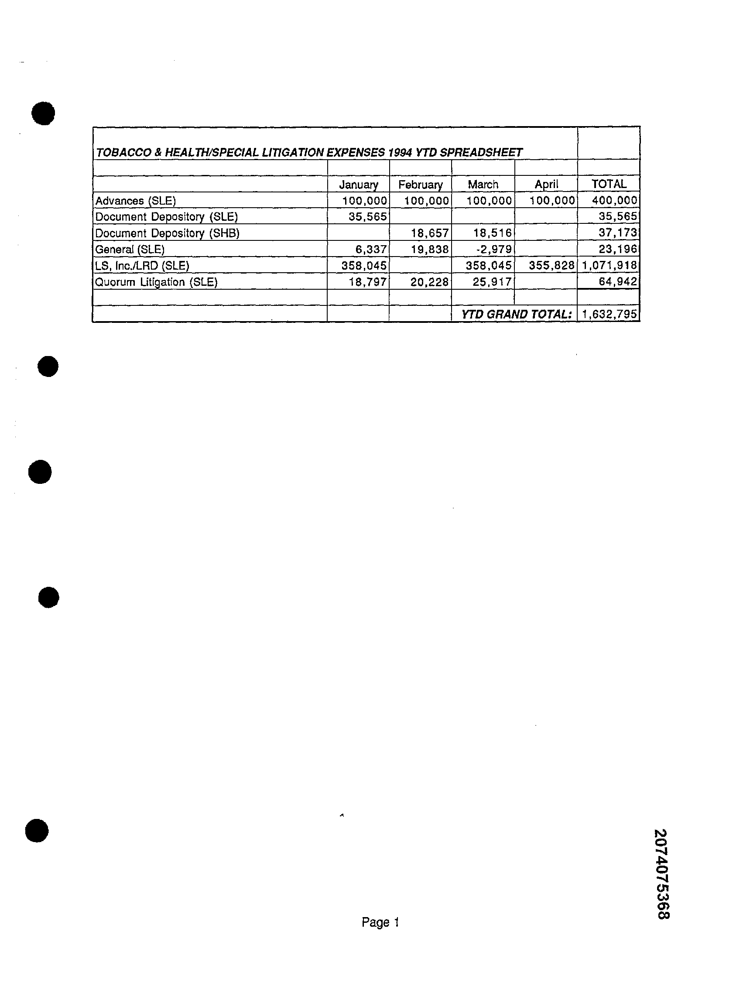 TOBACCO & HEALTH/SPECIAL LITIGATION EXPENSES 1994 YTD SPREADSHEET
January February March April TOTAL
Advances (SLE) 100,000 100,000 100,000 100,000 400,000
Document Depository (SLE) 35,565 35,565
Document Depository (SHB) 18,657 18,516 37,173
General (SLE) 6,337 19,838 -2,979 23,196
LS, Inc./LRD (SLE) 358,045 358,045 355,828 1,071,918
Quorum Litigation (SLE) 18,797 20,228 25,917 64,942
YTD GRAND TOTAL: 1,632,795
2074075368
Page 1